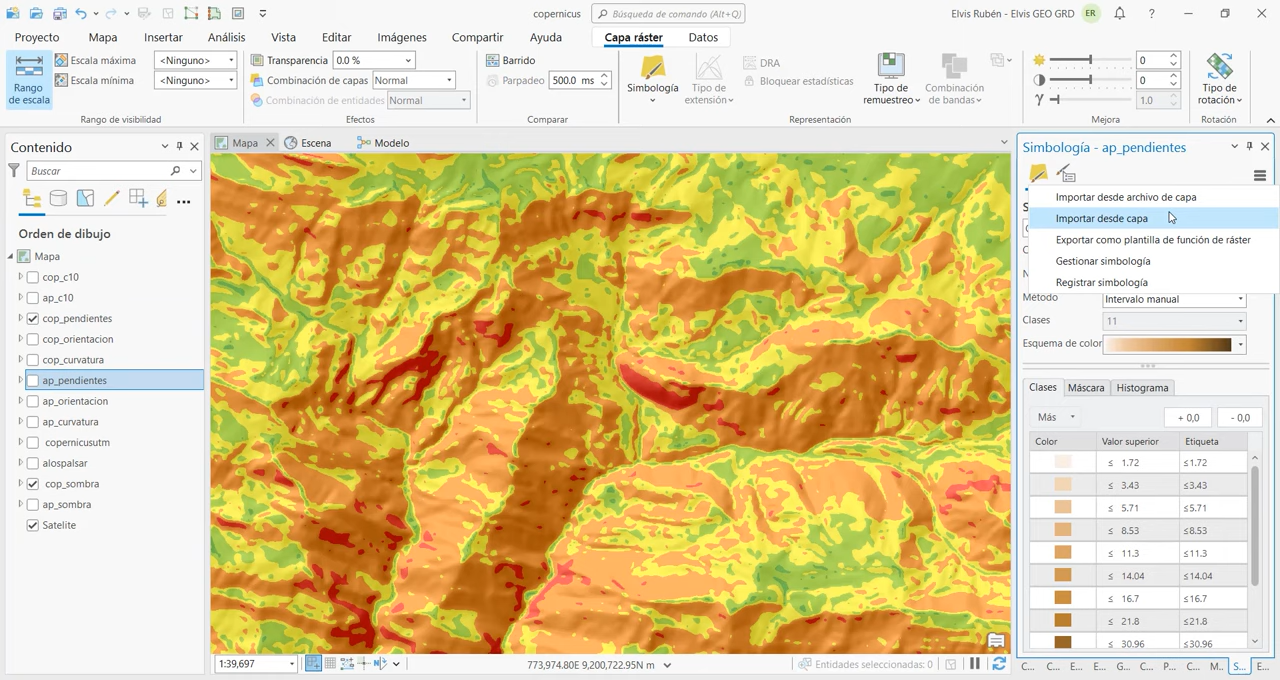 copernicus
Búsqueda de comando (Alt+Q)
Elvis Rubén - Elvis GEO GRD
ER
Proyecto
Mapa
Insertar
Análisis
Vista
Editar
Imágenes
Compartir
Ayuda
Capa ráster
Datos
Rango de escala
Escala máxima
<Ninguno>
Escala mínima
<Ninguno>
Rango de visibilidad
Transparencia
0.0 %
Combinación de capas
Normal
Combinación de entidades
Normal
Efectos
Barrido
Parpadeo
500.0 ms
Comparar
Simbología
Tipo de extensión
DRA
Bloquear estadísticas
Tipo de remuestreo
Combinación de bandas
Representación
0
0
1.0
Mejora
Tipo de rotación
Rotación
Contenido
Buscar
Orden de dibujo
Mapa
cop_c10
ap_c10
cop_pendientes
cop_orientacion
cop_curvatura
ap_pendientes
ap_orientacion
ap_curvatura
copernicusutm
alospalsar
cop_sombra
ap_sombra
Satelite
Mapa
Escena
Modelo
1:39,697
773,974.80E 9,200,722.95N m
Entidades seleccionadas: 0
Simbología - ap_pendientes
Importar desde archivo de capa
Importar desde capa
Exportar como plantilla de función de ráster
Gestionar simbología
Registrar simbología
Método
Intervalo manual
Clases
11
Esquema de color
Clases
Máscara
Histograma
Más
+ 0,0
- 0,0
Color
Valor superior
Etiqueta
≤ 1.72
≤1.72
≤ 3.43
≤3.43
≤ 5.71
≤5.71
≤ 8.53
≤8.53
≤ 11.3
≤11.3
≤ 14.04
≤14.04
≤ 16.7
≤16.7
≤ 21.8
≤21.8
≤ 30.96
≤30.96
C...
C...
E...
E...
G...
C...
P...
C...
M...
S...
E...